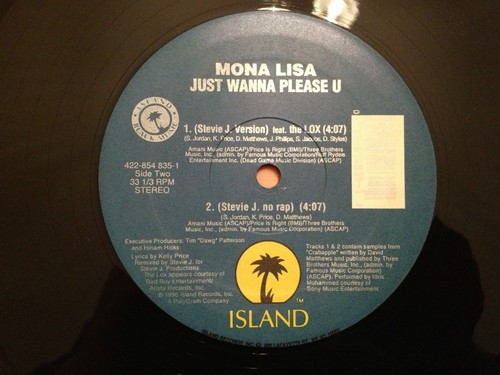 MONA LISA
JUST WANNA PLEASE U
ISLAND
BLACK MUSIC
1. (Stevie J. Version) feat. the LOX (4:07)
(S. Jordan, K. Price, D. Matthews, J. Phillips, S. Jacobs, D. Styles)
Amani Music (ASCAP)/Price Is Right (BMI)/Three Brothers
Music, Inc., (admin. by Famous Music Corporation/Ruff Ryders
Entertainment Inc. (Dead Game Music Division) (ASCAP)
422-854 835-1
Side Two
33 1/3 RPM
STEREO
2. (Stevie J. no rap) (4:07)
(S. Jordan, K. Price, D. Matthews)
Amani Music (ASCAP)/Price Is Right (BMI)/Three Brothers
Music, Inc., (admin. by Famous Music Corporation) (ASCAP)
Executive Producers: Tim "Dawg" Patterson
and Hiriam Hicks
Lyrics by Kelly Price
Remixed by Stevie J. for
Stevie J. Productions
The Lox appears courtesy of
Bad Boy Entertainment/
Arista Records, Inc.
℗ 1996 Island Records, Inc.
A PolyGram Company
Tracks 1 & 2 contain samples from
"Crabapple" written by David
Matthews and published by Three
Brothers Music, Inc., (admin. by
Famous Music Corporation)
(ASCAP). Performed by Idris
Muhammed courtesy of
Sony Music Entertainment
TM
ISLAND